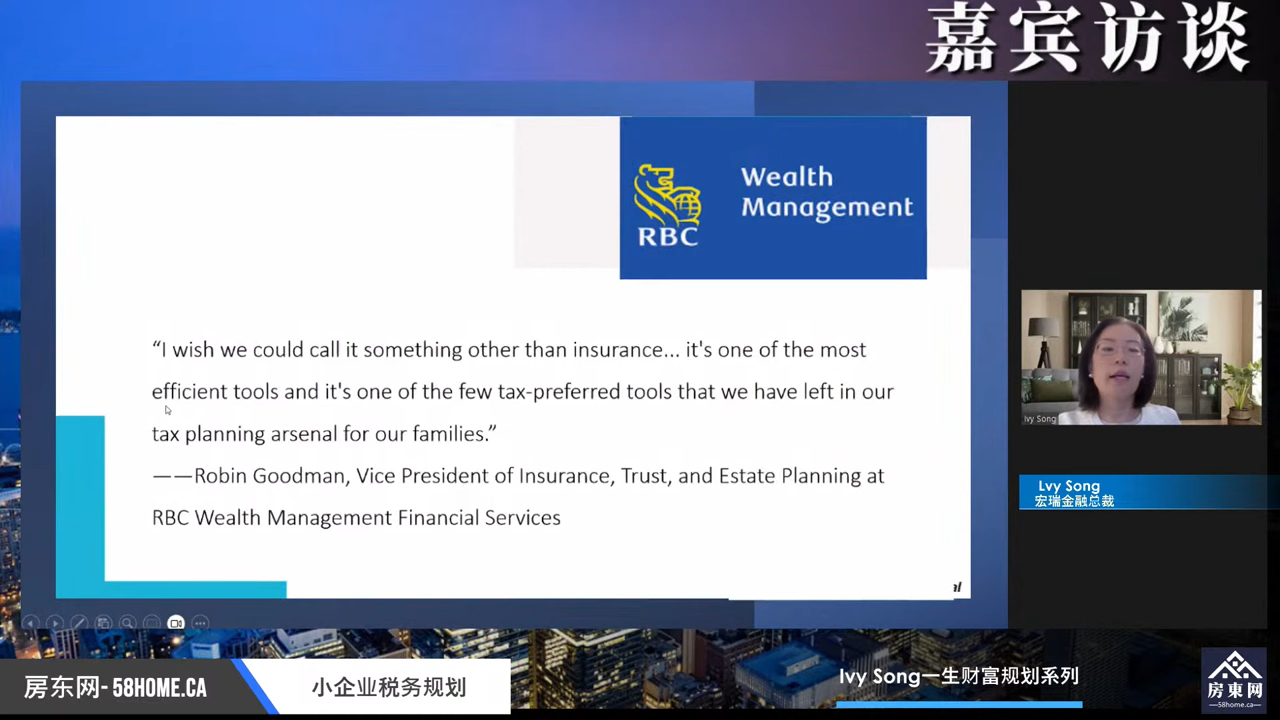 嘉宾访谈
Wealth
Management
RBC
“I wish we could call it something other than insurance... it's one of the most
efficient tools and it's one of the few tax-preferred tools that we have left in our
tax planning arsenal for our families.”
——Robin Goodman, Vice President of Insurance, Trust, and Estate Planning at
RBC Wealth Management Financial Services
al
Ivy Song
Lvy Song
宏瑞金融总裁
房东网- 58HOME.CA
小企业税务规划
Ivy Song一生财富规划系列
房東网
—58home.ca—